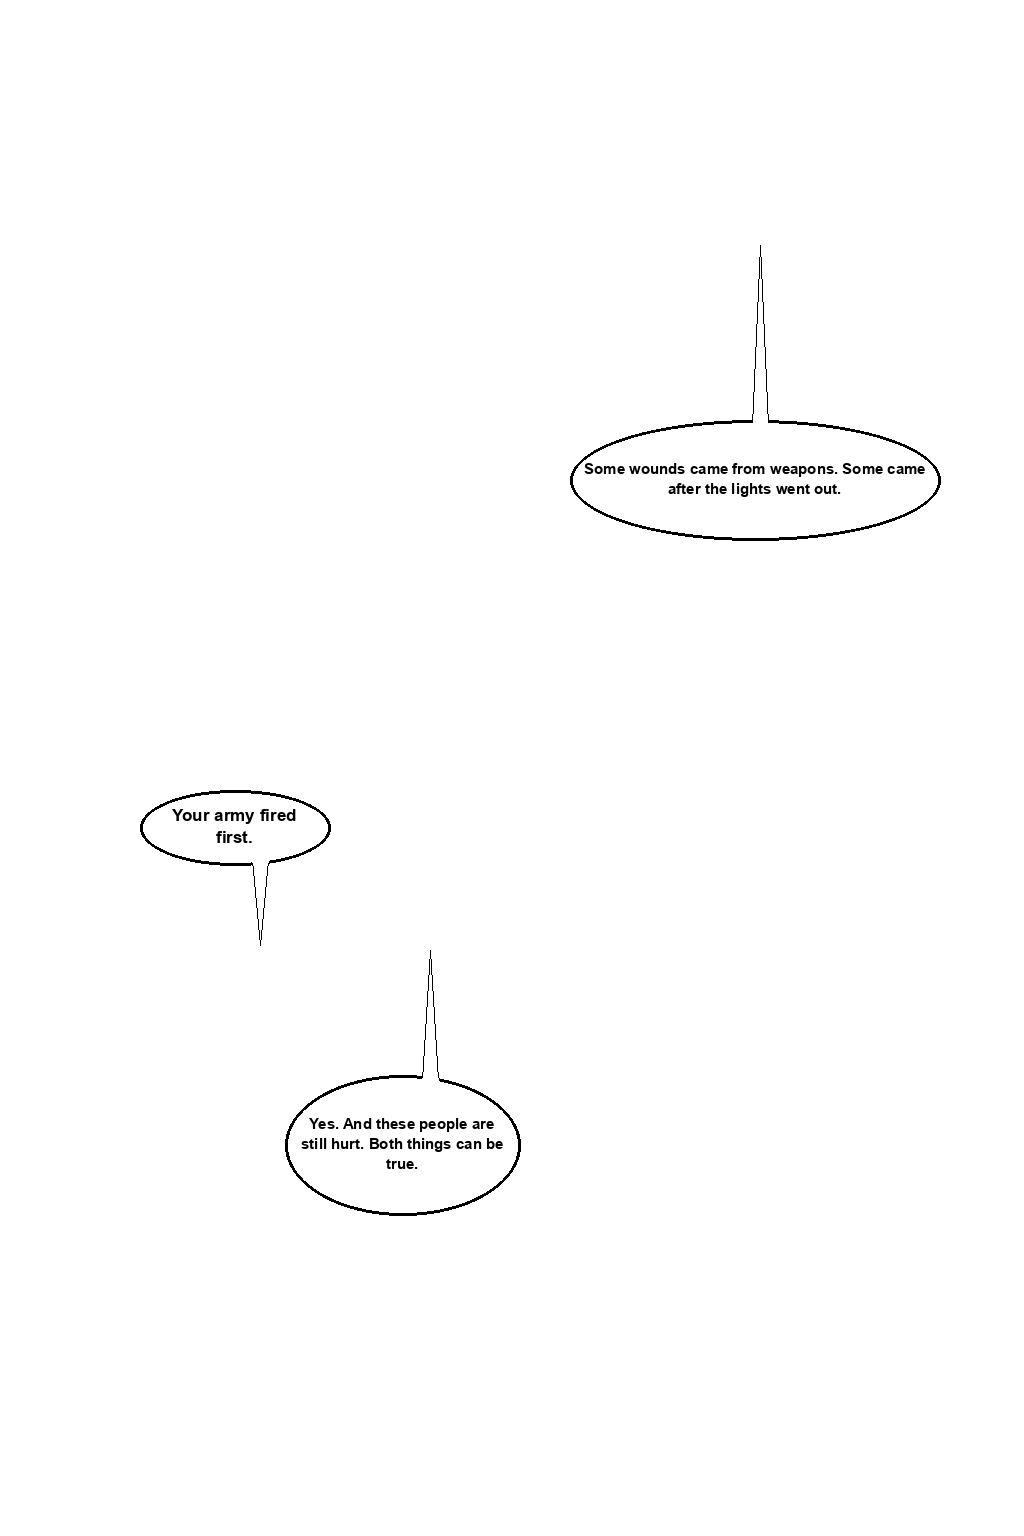 Some wounds came from weapons. Some came
after the lights went out.
Your army fired
first.
Yes. And these people are
still hurt. Both things can be
true.